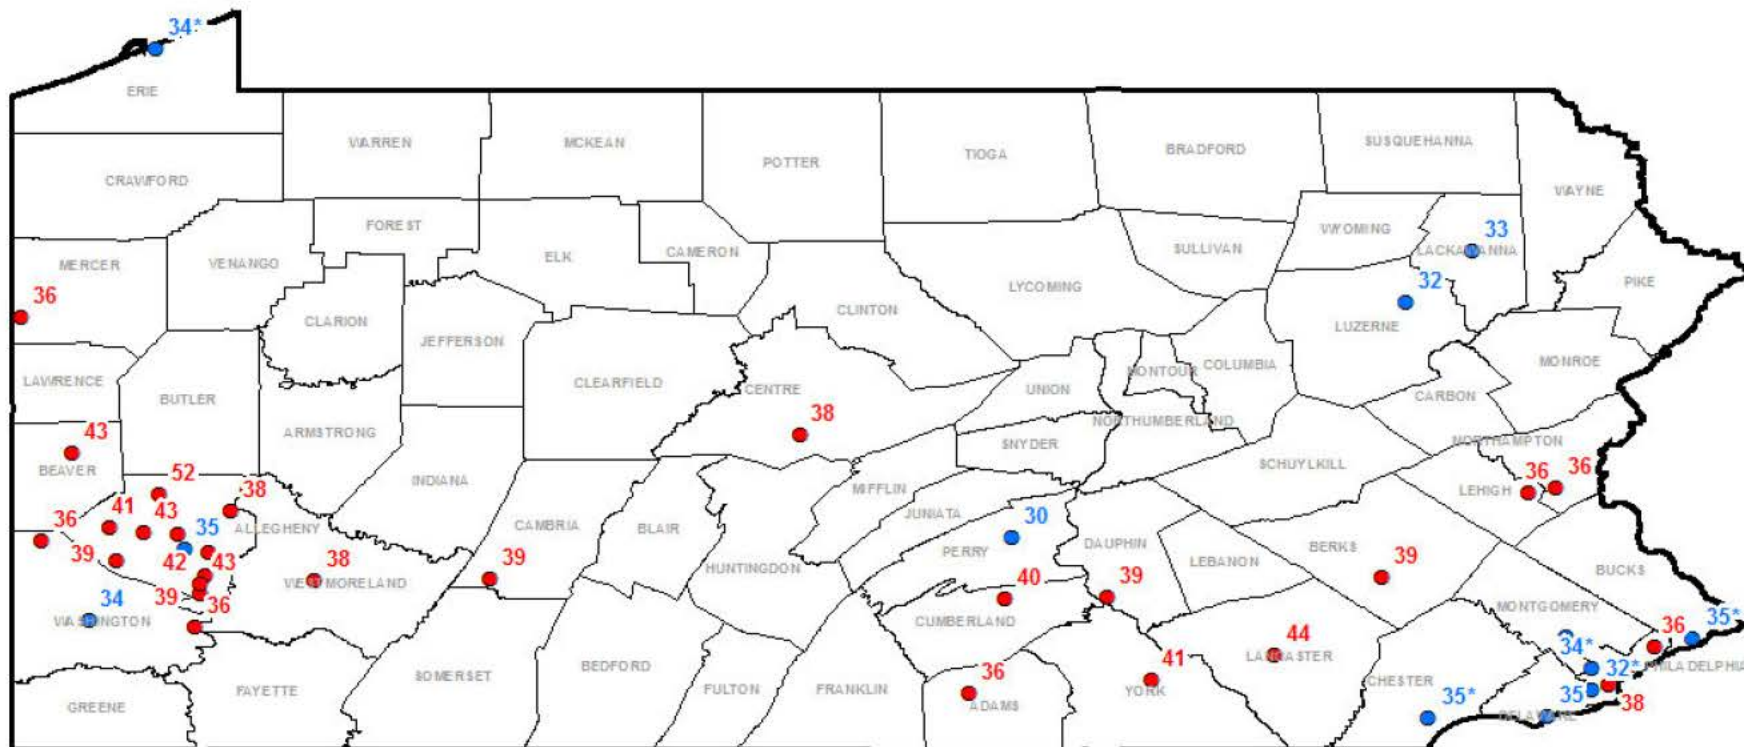 34*
ERIE
WARREN
MCKEAN
POTTER
TIOGA
BRADFORD
SUSQUEHANNA
CRAWFORD
WAYNE
FOREST
WYOMING
33
MERCER
VENANGO
ELK
CAMERON
SULLIVAN
LACKAWANNA
36
32
PIKE
CLARION
CLINTON
LYCOMING
LUZERNE
JEFFERSON
LAWRENCE
CLEARFIELD
CENTRE
UNION
MONTOUR
COLUMBIA
MONROE
BUTLER
CARBON
38
43
ARMSTRONG
NORTHUMBERLAND
BEAVER
SNYDER
NORTHAMPTON
52
INDIANA
MIFFLIN
SCHUYLKILL
36
36
LEHIGH
38
41
43
36
35
ALLEGHENY
CAMBRIA
BLAIR
JUNIATA
30
39
42
43
38
39
PERRY
DAUPHIN
LEBANON
BERKS
39
WESTMORELAND
HUNTINGDON
40
39
BUCKS
34
39
36
WASHINGTON
CUMBERLAND
MONTGOMERY
35*
36
44
34*
PHILADELPHIA
LANCASTER
32*
SOMERSET
BEDFORD
36
41
CHESTER
GREENE
FAYETTE
FULTON
FRANKLIN
ADAMS
YORK
35*
35
38
DELAWARE